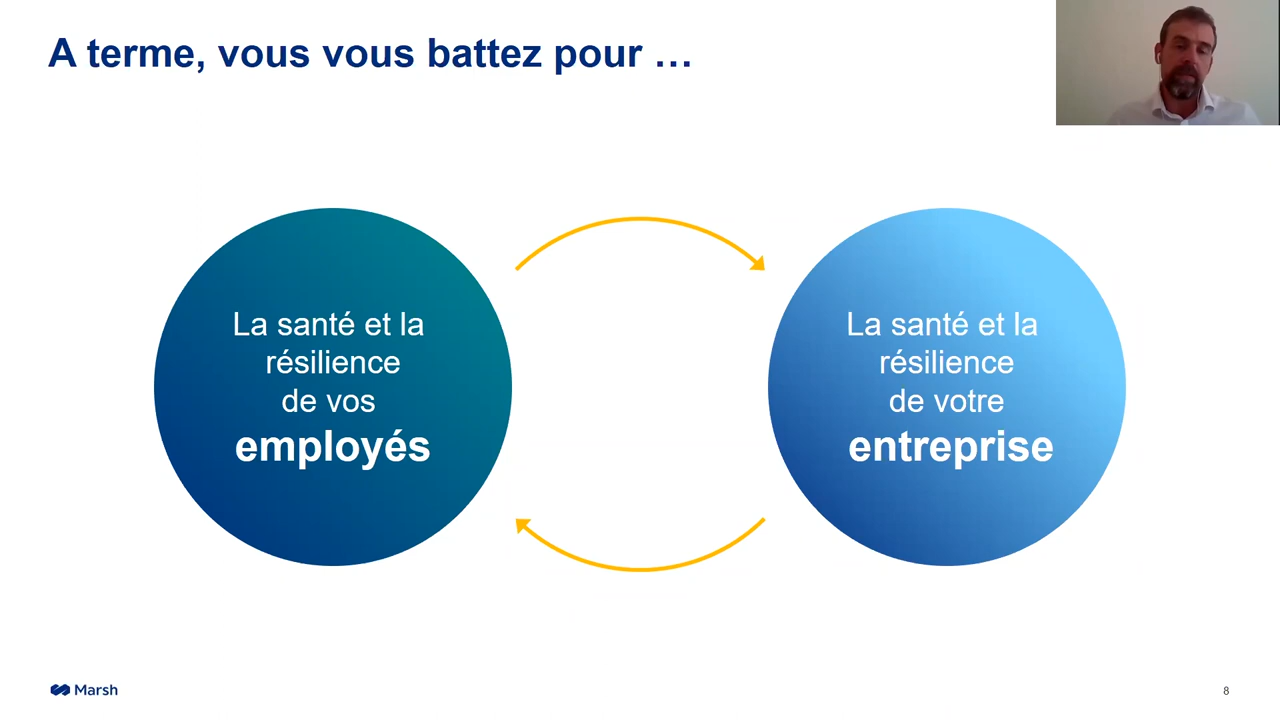 A terme, vous vous battez pour …
La santé et la
résilience
de vos
employés
La santé et la
résilience
de votre
entreprise
Marsh
8